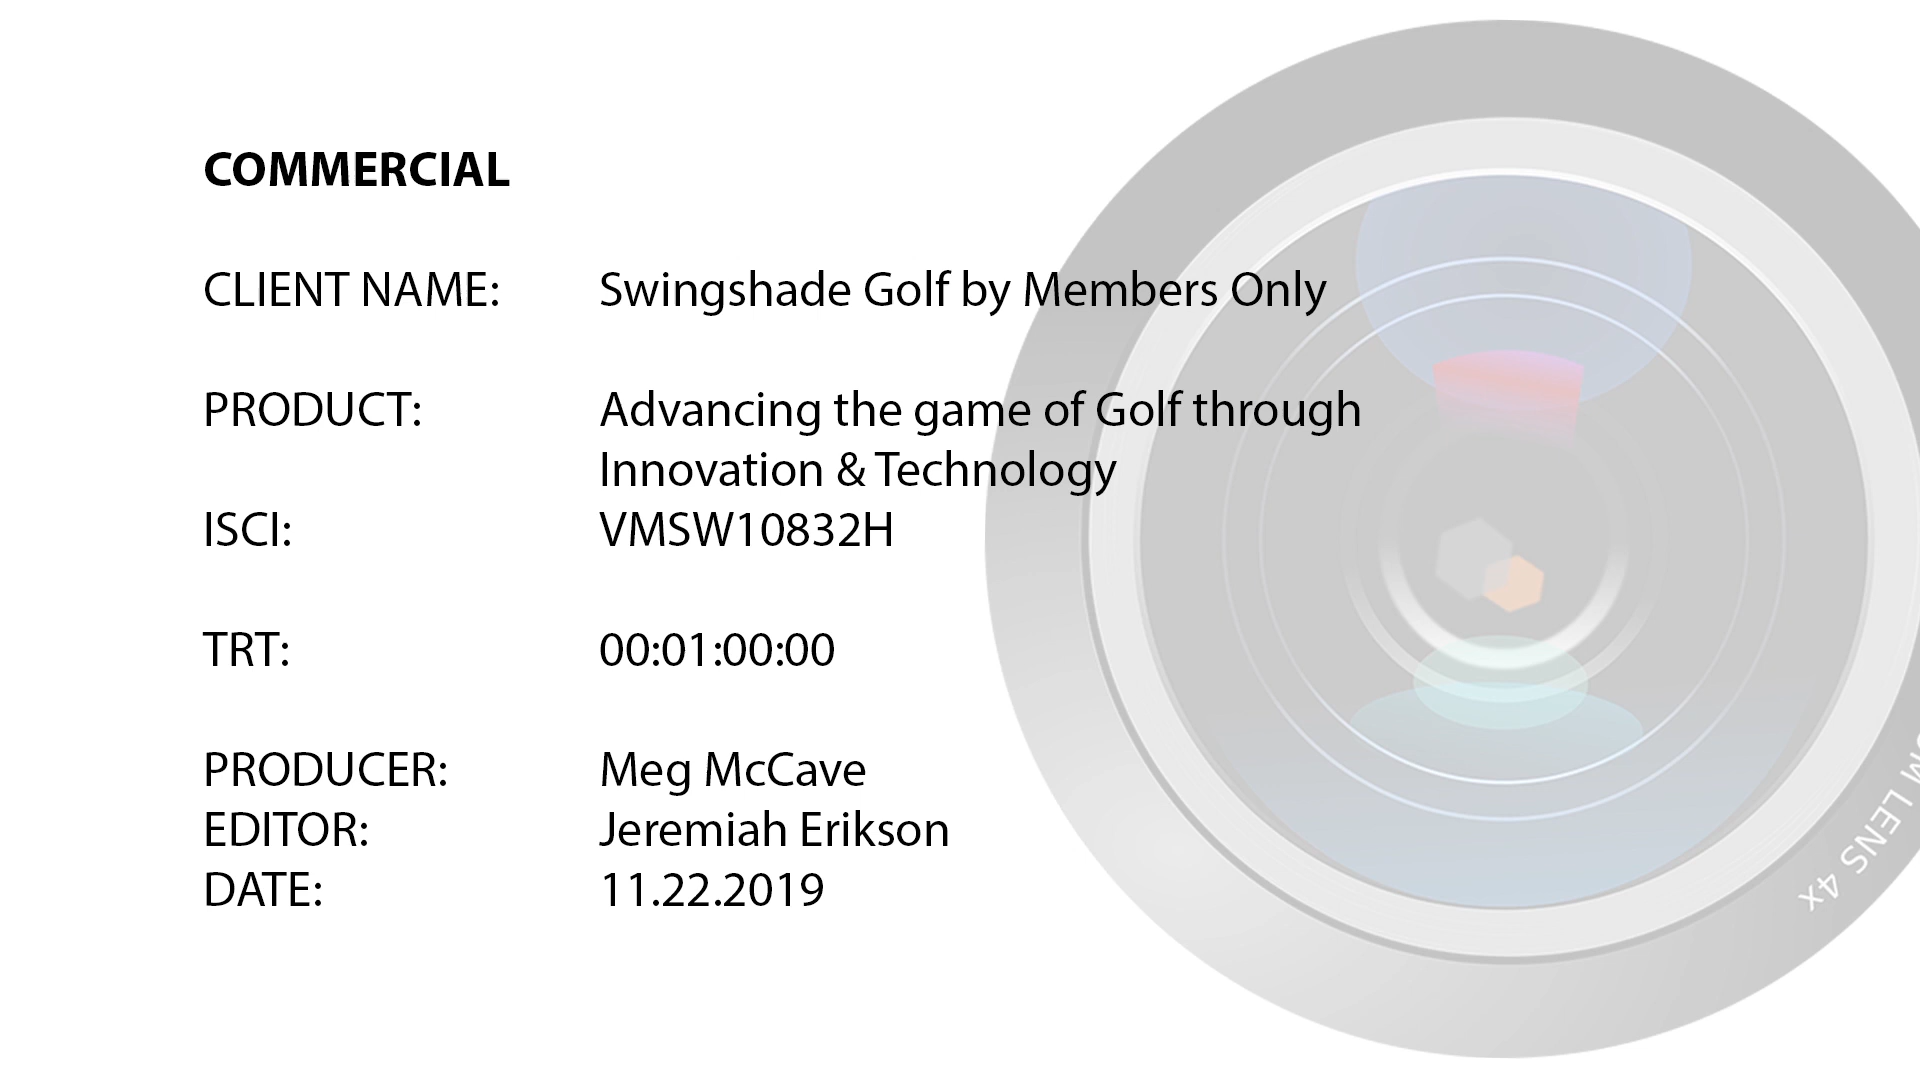 COMMERCIAL
CLIENT NAME: Swingshade Golf by Members Only
PRODUCT: Advancing the game of Golf through
Innovation & Technology
ISCI: VMSW10832H
TRT: 00:01:00:00
PRODUCER: Meg McCave
EDITOR: Jeremiah Erikson
DATE: 11.22.2019
LENS 4x